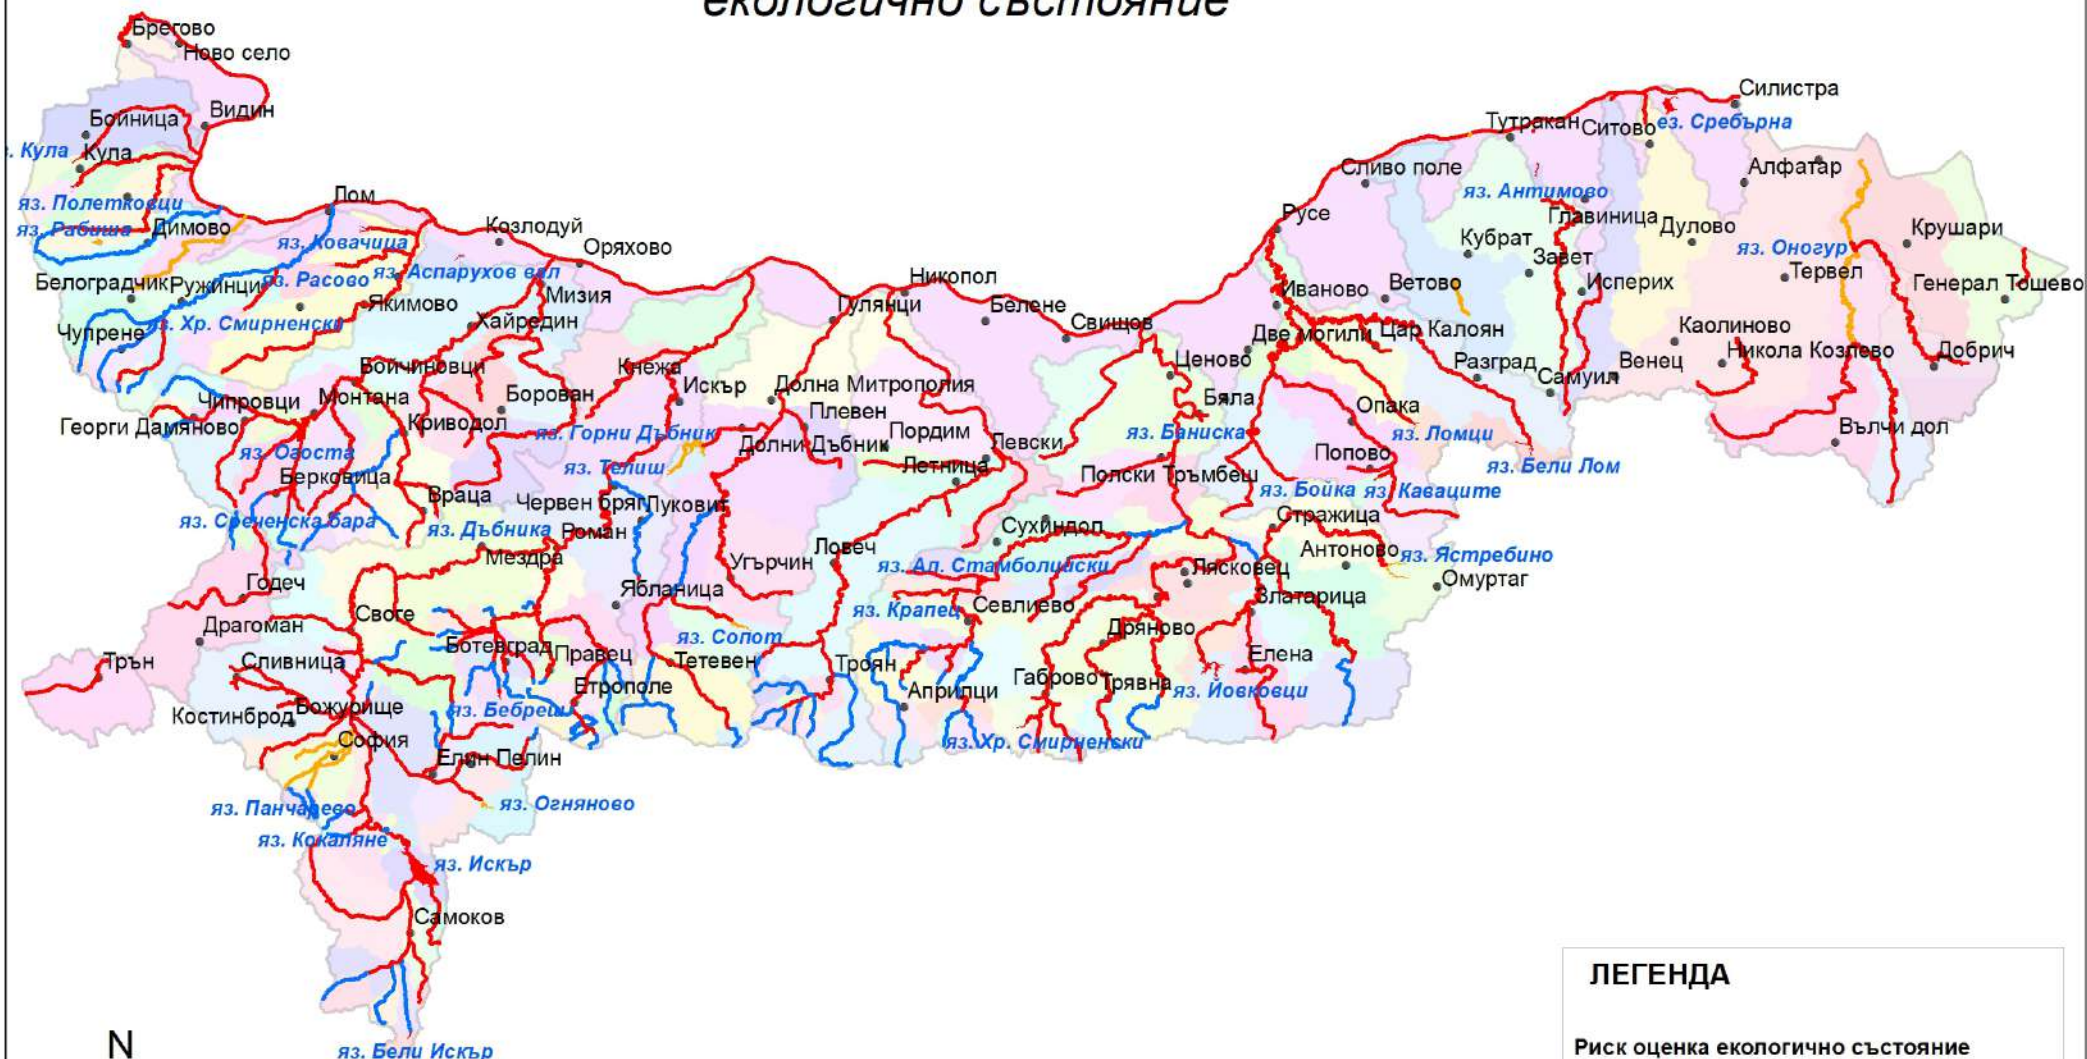 екологично състояние
Брегово
Ново село
Видин
Бойница
Кула
Кула
яз. Полетковци
яз. Рабиша
Димово
Лом
яз. Ковачица
Козлодуй
Оряхово
Белоградчик
Ружинци
яз. Расово
яз. Аспарухов вал
Мизия
Якимово
Чупрене
яз. Хр. Смирненски
Хайредин
Бойчиновци
Чипровци
Монтана
Борован
Георги Дамяново
Криводол
яз. Огоста
Берковица
Враца
яз. Среченска бара
яз. Дъбника
Мездра
Роман
Червен бряг
Луковит
яз. Горни Дъбник
яз. Телиш
Кнежа
Искър
Долна Митрополия
Плевен
Долни Дъбник
Пордим
Левски
Летница
Гулянци
Никопол
Белене
Свищов
Ценово
Бяла
яз. Баниска
Полски Тръмбеш
Русе
Сливо поле
Тутракан
Ситово
ез. Сребърна
Силистра
Алфатар
яз. Антимово
Главиница
Дулово
Кубрат
Завет
Исперих
яз. Оногур
Тервел
Крушари
Генерал Тошево
Иваново
Ветово
Две могили
Цар Калоян
Разград
Самуил
Венец
Каолиново
Никола Козлево
Добрич
Вълчи дол
Опака
яз. Ломци
Попово
яз. Бели Лом
яз. Бойка
яз. Каваците
Стражица
Антоново
яз. Ястребино
Омуртаг
Сухиндол
яз. Ал. Стамболийски
Лясковец
Златарица
Угърчин
Ловеч
Ябланица
яз. Крапец
Севлиево
Дряново
Елена
яз. Сопот
Тетевен
Троян
Априлци
Габрово
Трявна
яз. Йовковци
яз. Хр. Смирненски
Годеч
Своге
Драгоман
Трън
Сливница
Ботевград
Правец
Етрополе
яз. Бебреш
Костинброд
Божурище
София
Елин Пелин
яз. Огняново
яз. Панчарево
яз. Кокаляне
яз. Искър
Самоков
яз. Бели Искър
N
ЛЕГЕНДА
Риск оценка екологично състояние